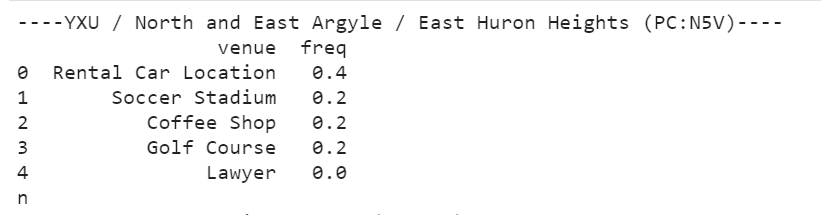 ----YXU / North and East Argyle / East Huron Heights (PC:N5V)----
venue freq
0 Rental Car Location 0.4
1 Soccer Stadium 0.2
2 Coffee Shop 0.2
3 Golf Course 0.2
4 Lawyer 0.0
n